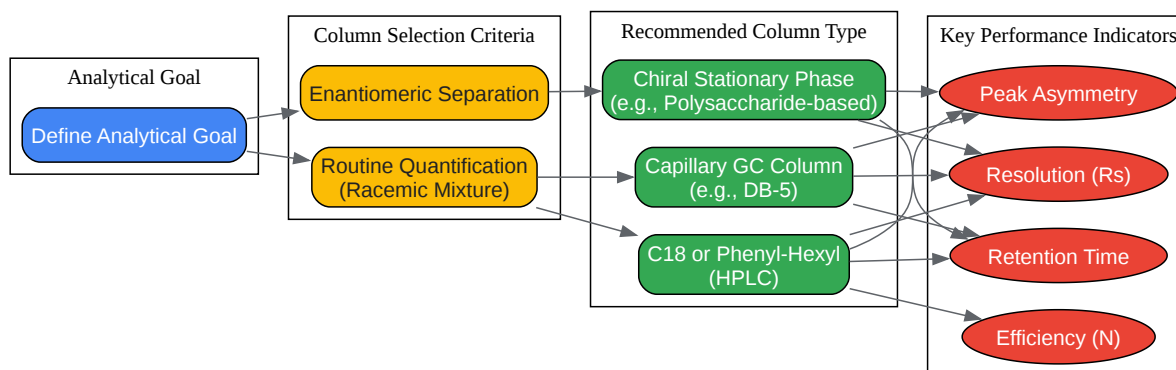 Analytical Goal
Define Analytical Goal
Column Selection Criteria
Enantiomeric Separation
Routine Quantification
(Racemic Mixture)
Recommended Column Type
Chiral Stationary Phase
(e.g., Polysaccharide-based)
Capillary GC Column
(e.g., DB-5)
C18 or Phenyl-Hexyl
(HPLC)
Key Performance Indicators
Peak Asymmetry
Resolution (Rs)
Retention Time
Efficiency (N)